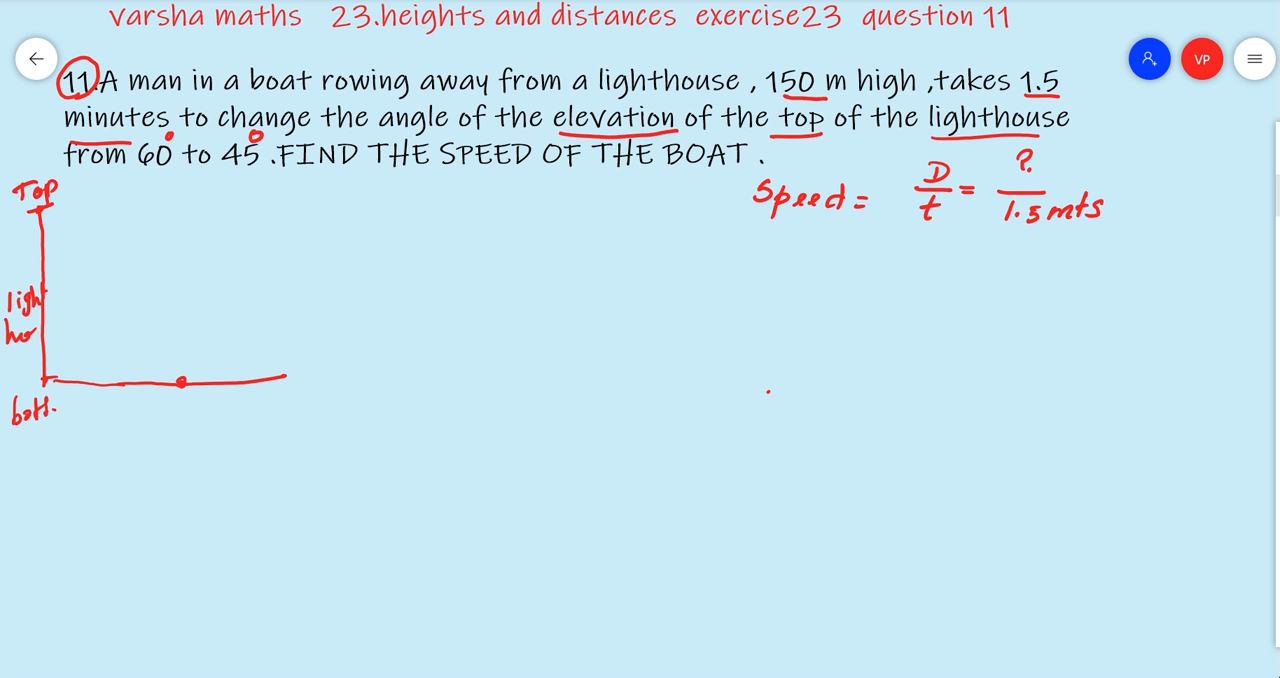 varsha maths 23.heights and distances exercise23 question 11
11.A man in a boat rowing away from a lighthouse , 150 m high ,takes 1.5
minutes to change the angle of the elevation of the top of the lighthouse
from 60° to 45° .FIND THE SPEED OF THE BOAT .
VP
Speed = D/t = ?/1.5 mts
Top
ligh
ho
bott.